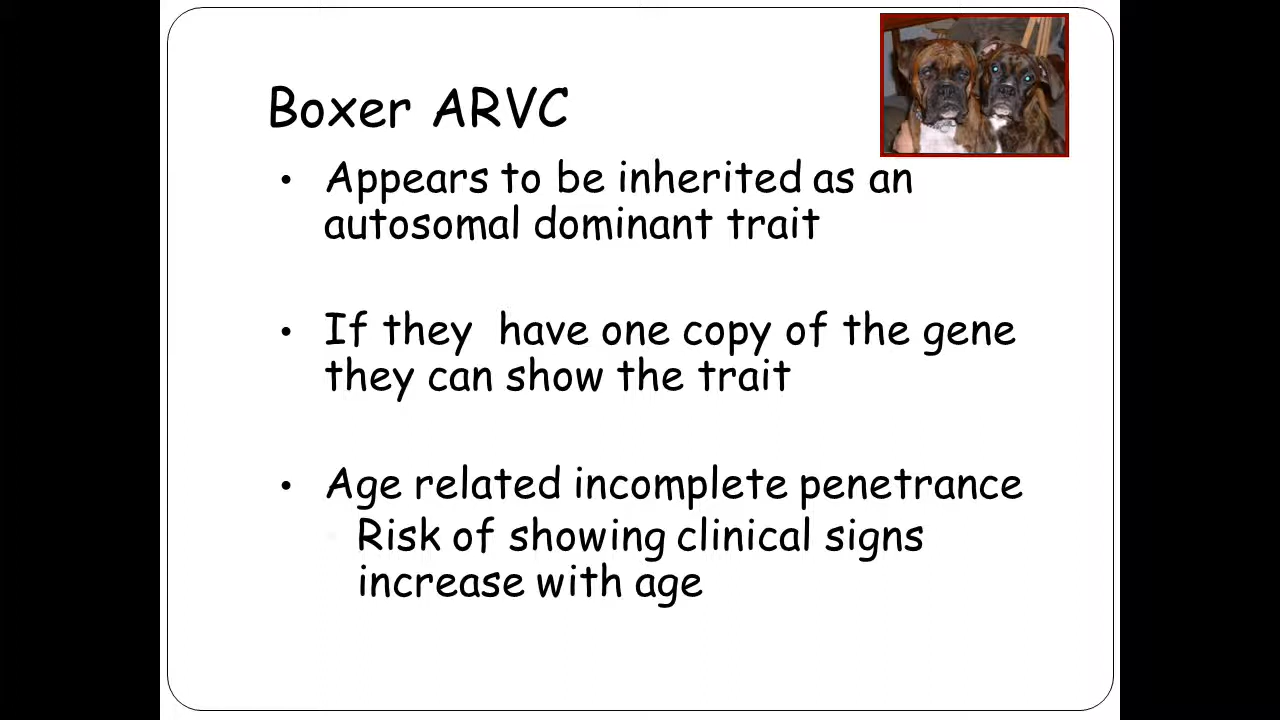 Boxer ARVC
• Appears to be inherited as an
autosomal dominant trait
• If they have one copy of the gene
they can show the trait
• Age related incomplete penetrance
Risk of showing clinical signs
increase with age